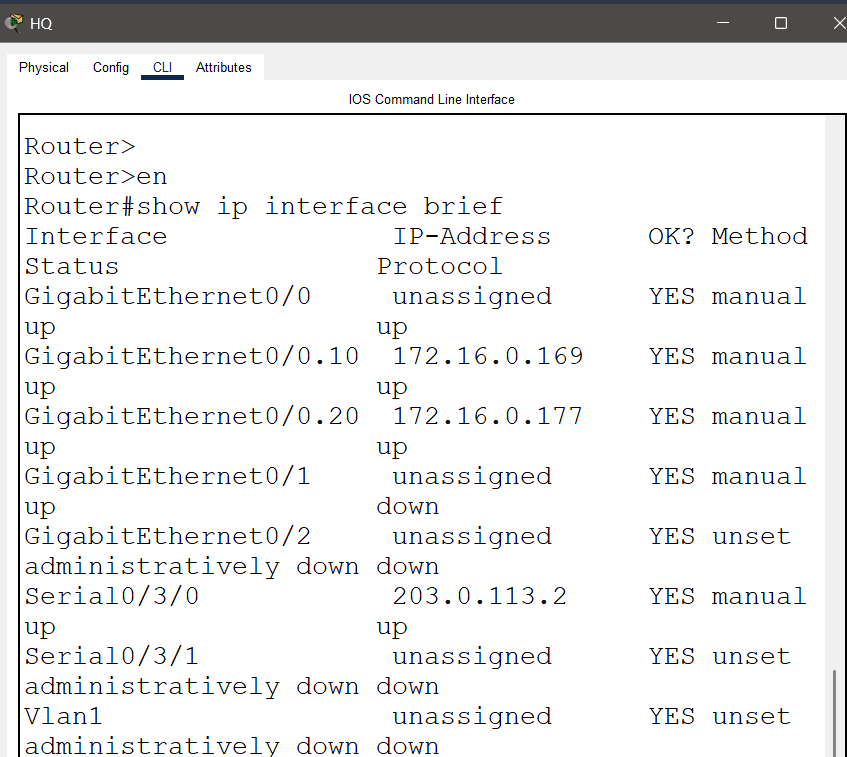 HQ
Physical Config CLI Attributes
IOS Command Line Interface
Router>
Router>en
Router#show ip interface brief
Interface IP-Address OK? Method
Status Protocol
GigabitEthernet0/0 unassigned YES manual
up up
GigabitEthernet0/0.10 172.16.0.169 YES manual
up up
GigabitEthernet0/0.20 172.16.0.177 YES manual
up up
GigabitEthernet0/1 unassigned YES manual
up down
GigabitEthernet0/2 unassigned YES unset
administratively down down
Serial0/3/0 203.0.113.2 YES manual
up up
Serial0/3/1 unassigned YES unset
administratively down down
Vlan1 unassigned YES unset
administratively down down